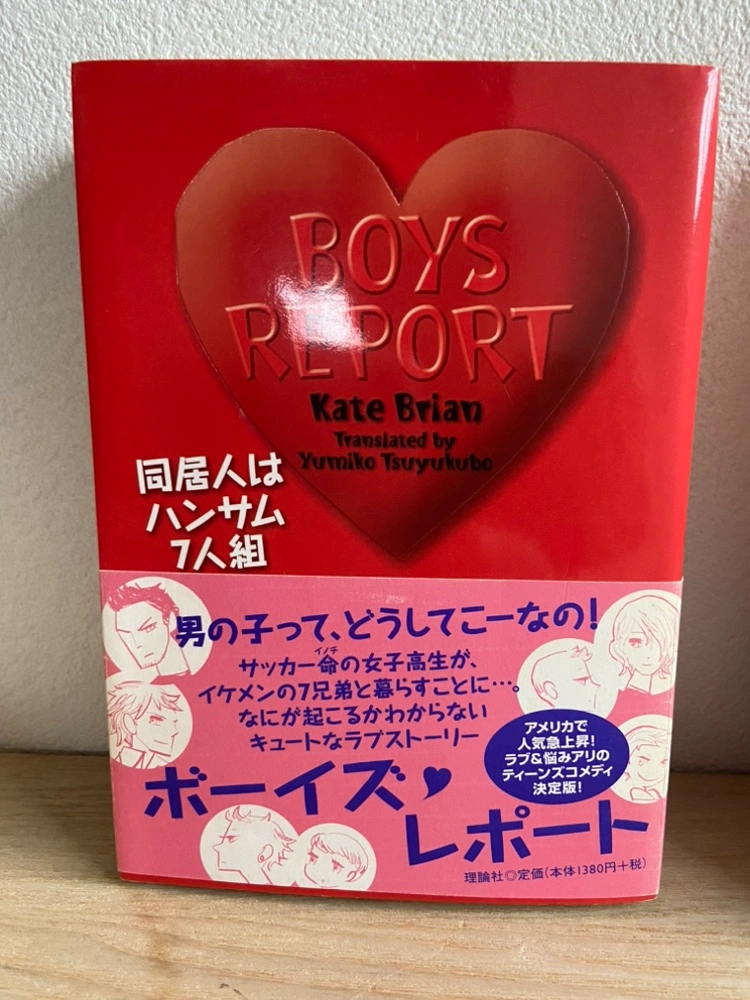 BOYS
REPORT
Kate Brian
Translated by
Yumiko Tsuyukubo
同居人は
ハンサム
7人組
男の子って、どうしてこーなの!
イノチ
サッカー命の女子高生が、
イケメンの7兄弟と暮らすことに…。
なにが起こるかわからない
キュートなラブストーリー
アメリカで
人気急上昇!
ラブ&悩みアリの
ティーンズコメディ
決定版!
ボーイズ♥
レポート
理論社◎定価(本体1380円+税)